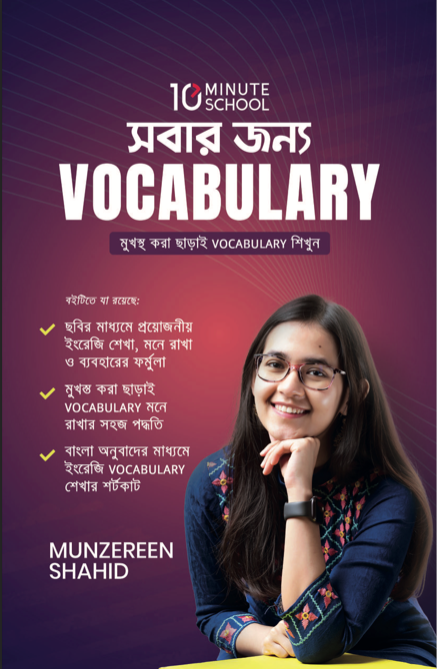 10 MINUTE
SCHOOL
সবার জন্য
VOCABULARY
মুখস্থ করা ছাড়াই VOCABULARY শিখুন
বইটিতে যা রয়েছে:
ছবির মাধ্যমে প্রয়োজনীয়
ইংরেজি শেখা, মনে রাখা
ও ব্যবহারের ফর্মুলা
মুখস্ত করা ছাড়াই
VOCABULARY মনে
রাখার সহজ পদ্ধতি
বাংলা অনুবাদের মাধ্যমে
ইংরেজি VOCABULARY
শেখার শর্টকাট
MUNZEREEN
SHAHID